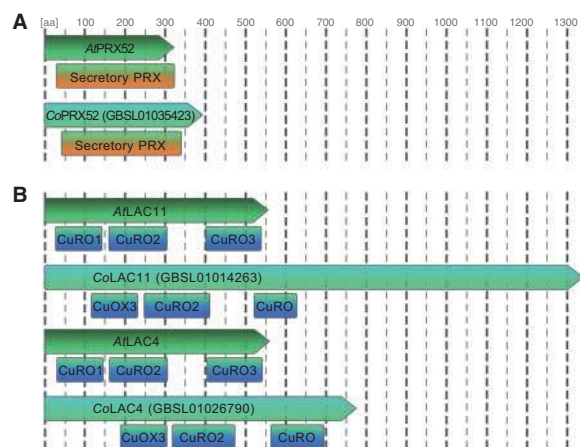 A
[aa] 100 200 300 400 500 600 700 800 900 1000 1100 1200 1300
AtPRX52
Secretory PRX
CoPRX52 (GBSL01035423)
Secretory PRX
B
AtLAC11
CuRO1 CuRO2 CuRO3
CoLAC11 (GBSL01014263)
CuOX3 CuRO2 CuRO
AtLAC4
CuRO1 CuRO2 CuRO3
CoLAC4 (GBSL01026790)
CuOX3 CuRO2 CuRO